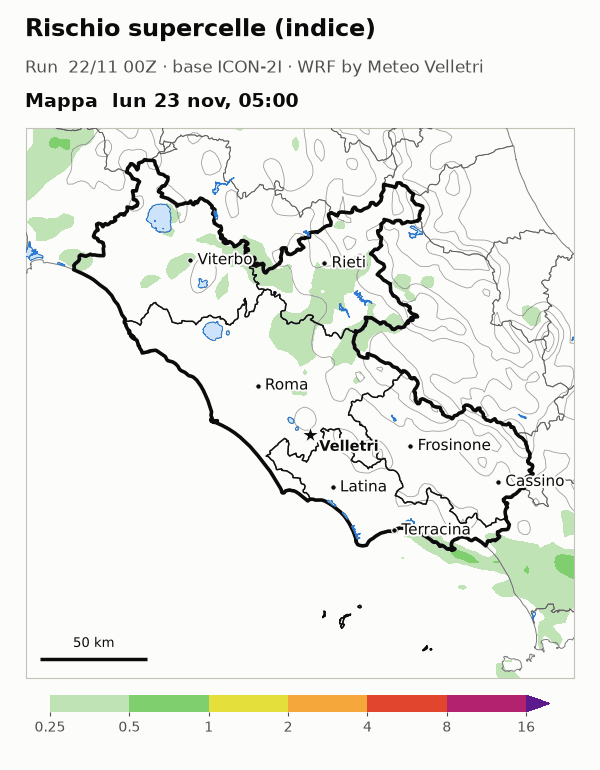 Rischio supercelle (indice)
Run  22/11 00Z · base ICON-2I · WRF by Meteo Velletri
Mappa  lun 23 nov, 05:00
Viterbo
Rieti
Roma
Velletri
Frosinone
Latina
Cassino
Terracina
50 km
0.25 0.5 1 2 4 8 16